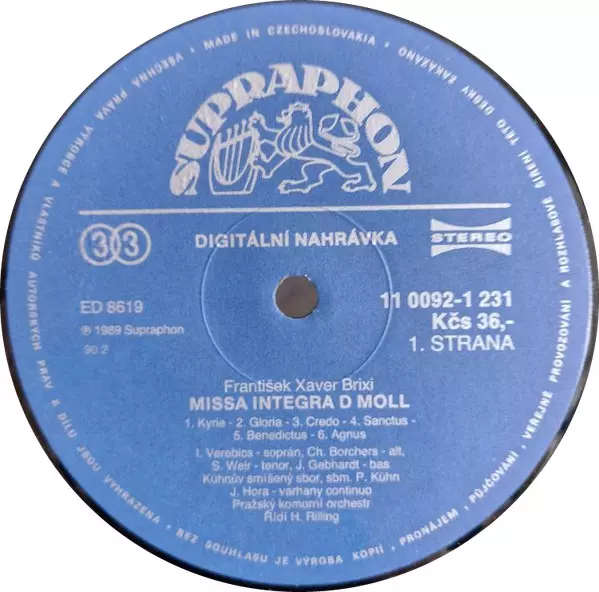 MADE IN CZECHOSLOVAKIA · VŠECHNA PRÁVA VÝROBCE A VLASTNÍKŮ AUTORSKÝCH PRÁV K DÍLU JSOU VYHRAZENA · BEZ SOUHLASU JE VÝROBA KOPIÍ · PRONÁJEM, PŮJČOVÁNÍ, VEŘEJNÉ PROVOZOVÁNÍ A ROZHLASOVÉ ŠÍŘENÍ TÉTO DESKY ZAKÁZÁNO
SUPRAPHON
33
DIGITÁLNÍ NAHRÁVKA
STEREO
ED 8619
℗ 1989 Supraphon
90 2
11 0092-1 231
Kčs 36,-
1. STRANA
František Xaver Brixi
MISSA INTEGRA D MOLL
1. Kyrie - 2. Gloria - 3. Credo - 4. Sanctus -
5. Benedictus - 6. Agnus
I. Verebics - soprán, Ch. Borchers - alt,
S. Weir - tenor, J. Gebhardt - bas
Kühnův smíšený sbor, sbm. P. Kühn
J. Hora - varhany continuo
Pražský komorní orchestr
Řídí H. Rilling